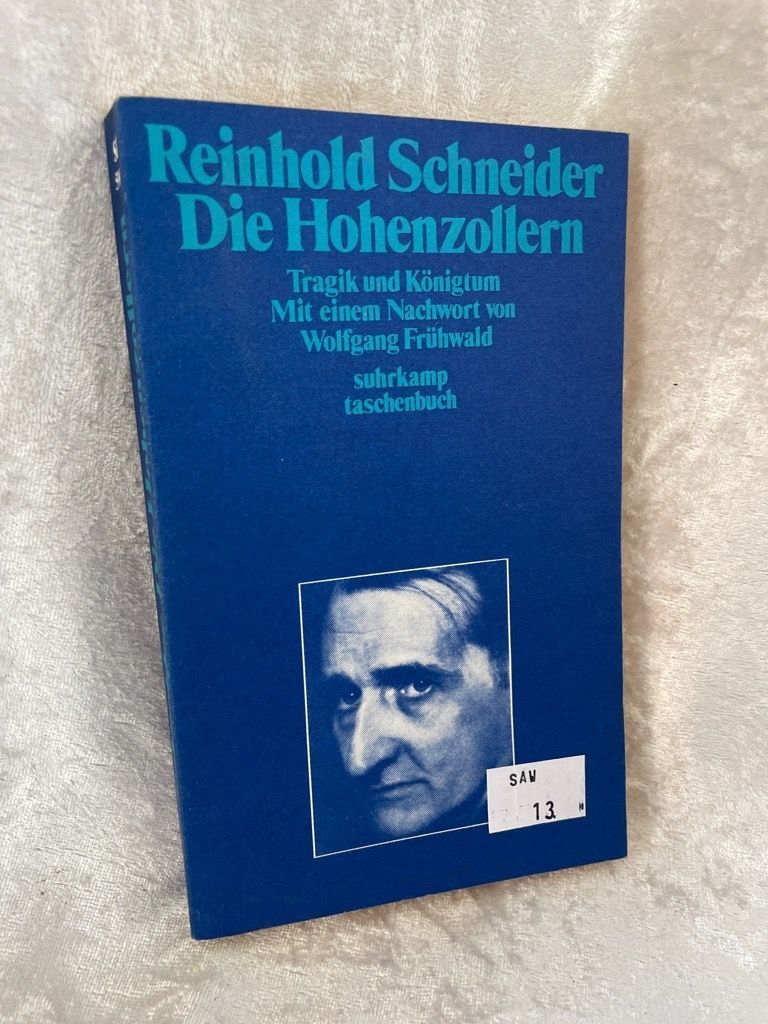 Reinhold Schneider
Die Hohenzollern
Tragik und Königtum
Mit einem Nachwort von
Wolfgang Frühwald
suhrkamp
taschenbuch
SAW
13.